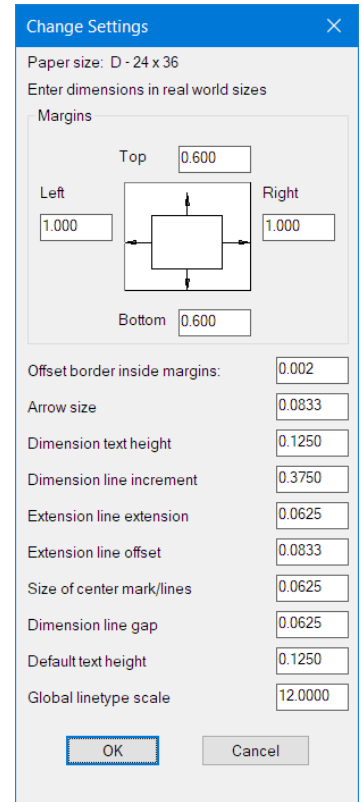 Change Settings
Paper size: D - 24 x 36
Enter dimensions in real world sizes
Margins
Top 0.600
Left Right
1.000 1.000
Bottom 0.600
Offset border inside margins: 0.002
Arrow size 0.0833
Dimension text height 0.1250
Dimension line increment 0.3750
Extension line extension 0.0625
Extension line offset 0.0833
Size of center mark/lines 0.0625
Dimension line gap 0.0625
Default text height 0.1250
Global linetype scale 12.0000
OK Cancel